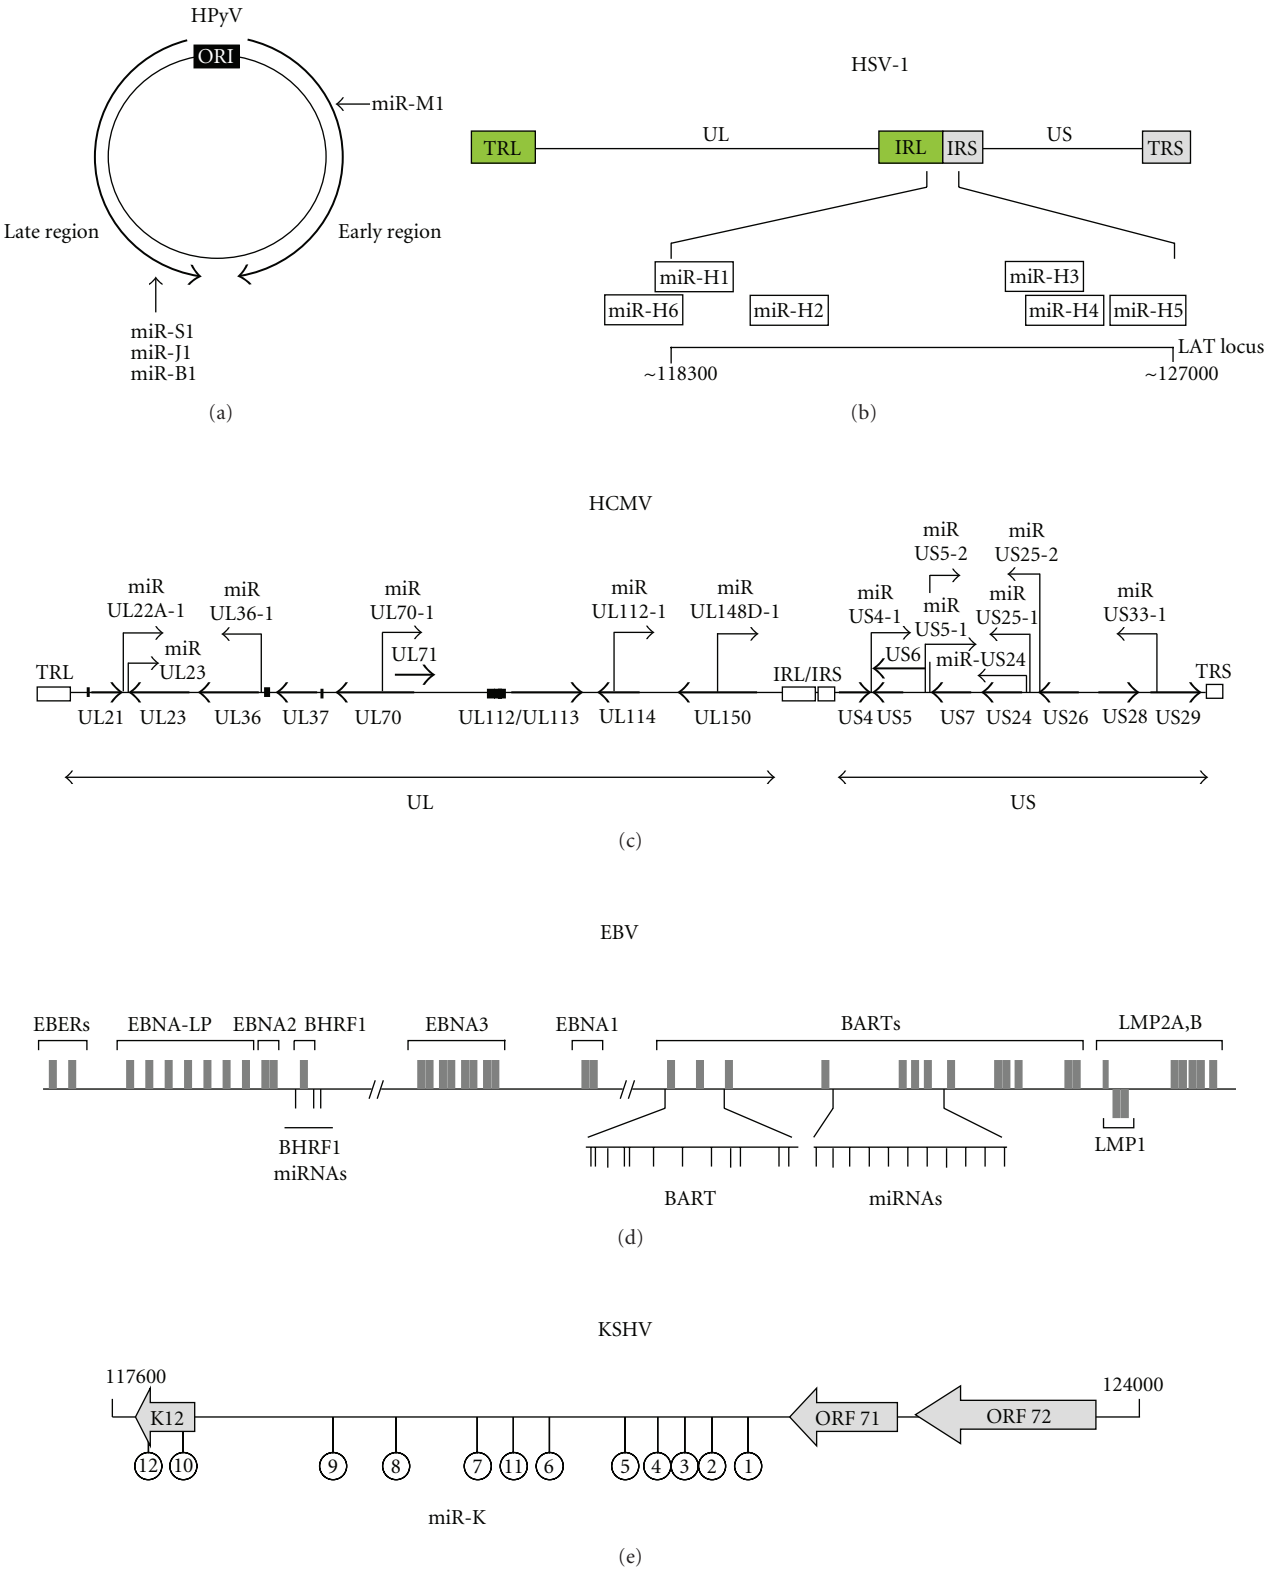 HPyV
ORI
miR-M1
Late region
Early region
miR-S1
miR-J1
miR-B1
(a)
HSV-1
TRL
UL
IRL
IRS
US
TRS
miR-H1
miR-H3
miR-H6
miR-H2
miR-H4
miR-H5
LAT locus
~118300
~127000
(b)
HCMV
miR
US5-2
miR
US25-2
miR
UL22A-1
miR
UL36-1
miR
UL70-1
miR
UL112-1
miR
UL148D-1
miR
US4-1
miR
US5-1
miR
US25-1
miR
US33-1
miR
UL23
UL71
US6
miR-US24
TRL
IRL/IRS
TRS
UL21
UL23
UL36
UL37
UL70
UL112/UL113
UL114
UL150
US4
US5
US7
US24
US26
US28
US29
UL
US
(c)
EBV
EBERs
EBNA-LP
EBNA2
BHRF1
EBNA3
EBNA1
BARTs
LMP2A,B
BHRF1
miRNAs
LMP1
BART
miRNAs
(d)
KSHV
117600
124000
K12
ORF 71
ORF 72
12
10
9
8
7
11
6
5
4
3
2
1
miR-K
(e)